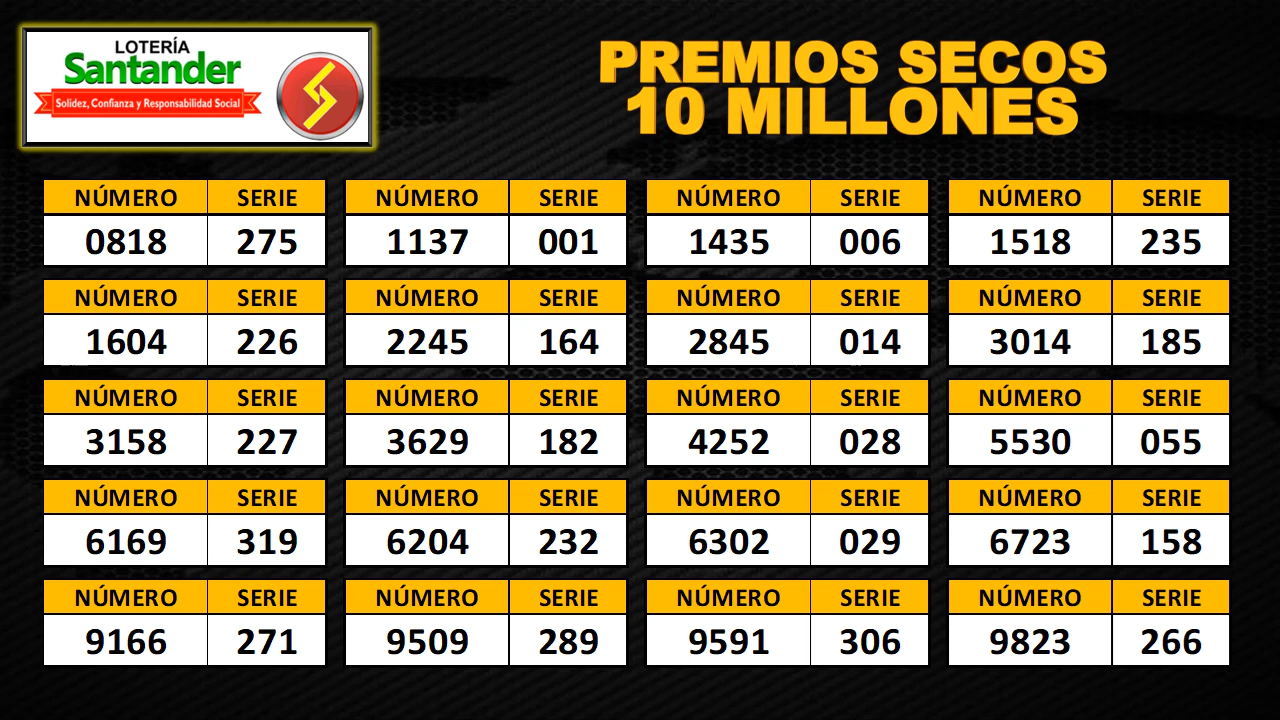 LOTERÍA
Santander
Solidez, Confianza y Responsabilidad Social
PREMIOS SECOS
10 MILLONES
NÚMERO SERIE NÚMERO SERIE NÚMERO SERIE NÚMERO SERIE
0818 275 1137 001 1435 006 1518 235
NÚMERO SERIE NÚMERO SERIE NÚMERO SERIE NÚMERO SERIE
1604 226 2245 164 2845 014 3014 185
NÚMERO SERIE NÚMERO SERIE NÚMERO SERIE NÚMERO SERIE
3158 227 3629 182 4252 028 5530 055
NÚMERO SERIE NÚMERO SERIE NÚMERO SERIE NÚMERO SERIE
6169 319 6204 232 6302 029 6723 158
NÚMERO SERIE NÚMERO SERIE NÚMERO SERIE NÚMERO SERIE
9166 271 9509 289 9591 306 9823 266